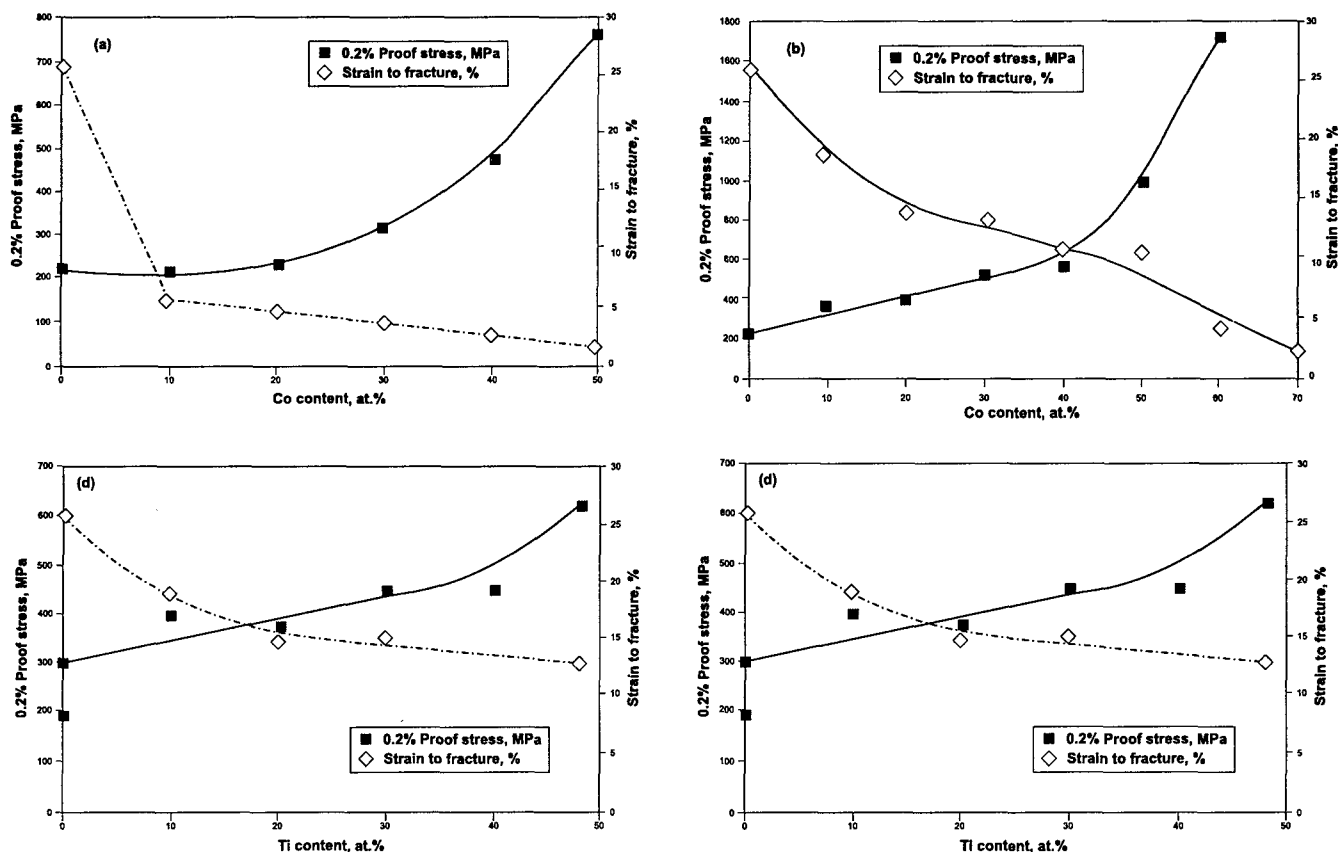 (a)
0.2% Proof stress, MPa
Strain to fracture, %
800
700
600
500
400
300
200
100
0
0.2% Proof stress, MPa
30
25
20
15
10
5
0
Strain to fracture, %
0 10 20 30 40 50
Co content, at.%
(b)
0.2% Proof stress, MPa
Strain to fracture, %
1800
1600
1400
1200
1000
800
600
400
200
0
0.2% Proof stress, MPa
30
25
20
15
10
5
0
Strain to fracture, %
0 10 20 30 40 50 60 70
Co content, at.%
(d)
700
600
500
400
300
200
100
0
0.2% Proof stress, MPa
30
25
20
15
10
5
0
Strain to fracture, %
0.2% Proof stress, MPa
Strain to fracture, %
0 10 20 30 40 50
Ti content, at.%
(d)
700
600
500
400
300
200
100
0
0.2% Proof stress, MPa
30
25
20
15
10
5
0
Strain to fracture, %
0.2% Proof stress, MPa
Strain to fracture, %
0 10 20 30 40 50
Ti content, at.%